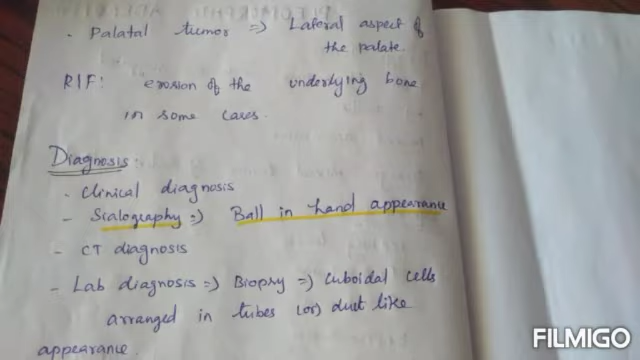 . Palatal tumor => Lateral aspect of
the palate.
R/F: erosion of the underlying bone
in some cases.
Diagnosis:
. Clinical diagnosis
- Sialography => Ball in hand appearance
- CT diagnosis
- Lab diagnosis => Biopsy => Cuboidal cells
arranged in tubes (or) duct like
appearance.
FILMIGO